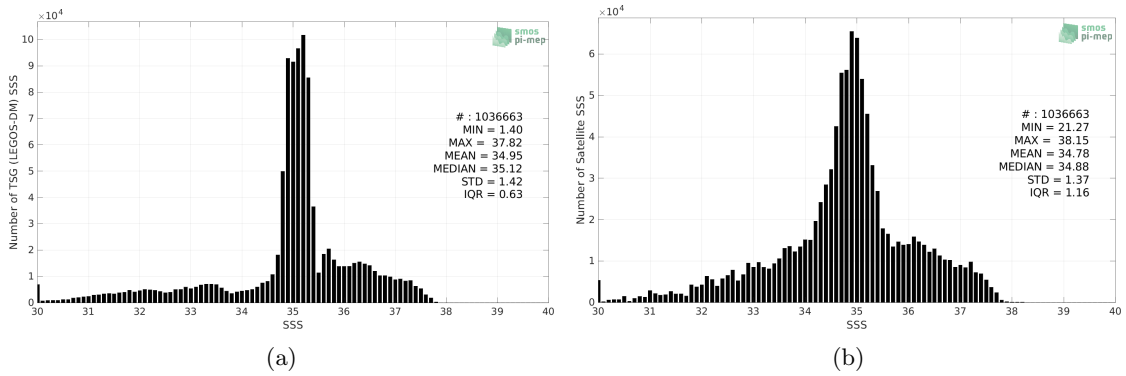 ×10⁴
10
9
8
7
6
5
4
3
2
1
0
Number of TSG (LEGOS-DM) SSS
smos
pi-mep
# : 1036663
MIN = 1.40
MAX = 37.82
MEAN = 34.95
MEDIAN = 35.12
STD = 1.42
IQR = 0.63
30 31 32 33 34 35 36 37 38 39 40
SSS
(a)
×10⁴
6
5
4
3
2
1
0
Number of Satellite SSS
smos
pi-mep
# : 1036663
MIN = 21.27
MAX = 38.15
MEAN = 34.78
MEDIAN = 34.88
STD = 1.37
IQR = 1.16
30 31 32 33 34 35 36 37 38 39 40
SSS
(b)